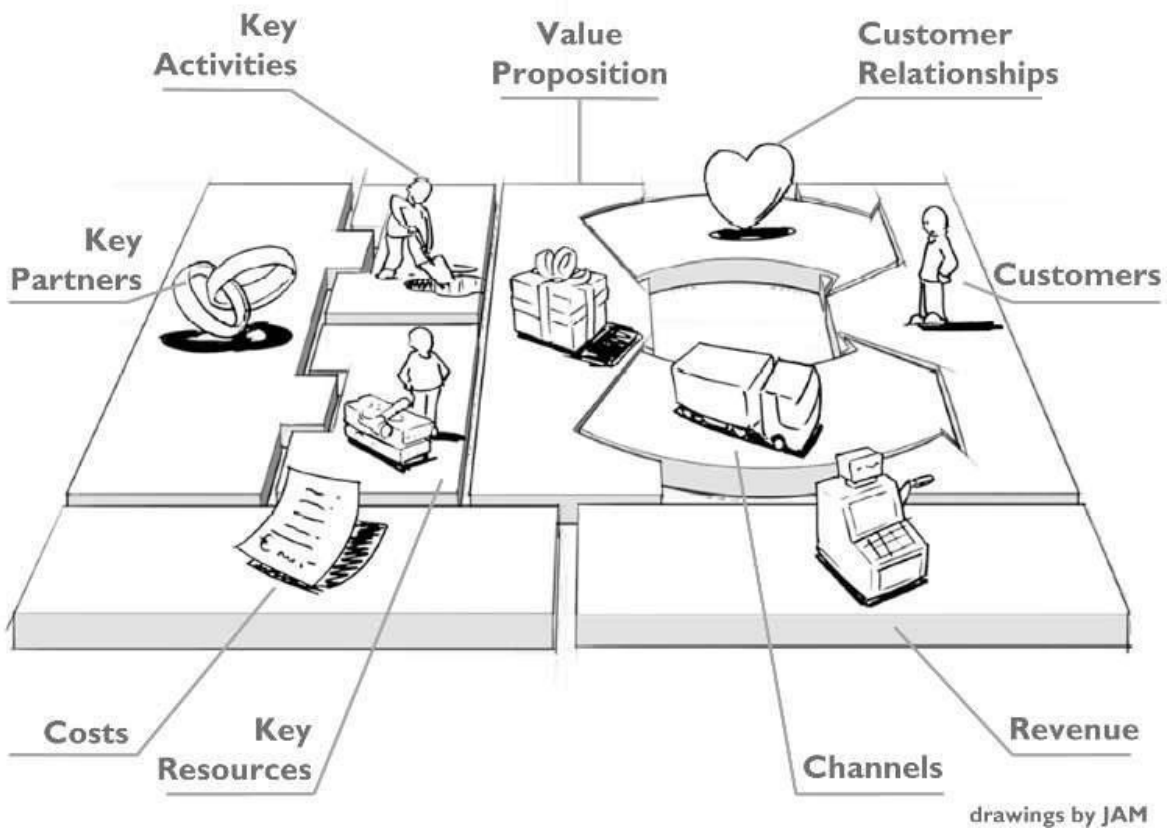 Key
Activities
Value
Proposition
Customer
Relationships
Key
Partners
Customers
Costs
Key
Resources
Channels
Revenue
drawings by JAM